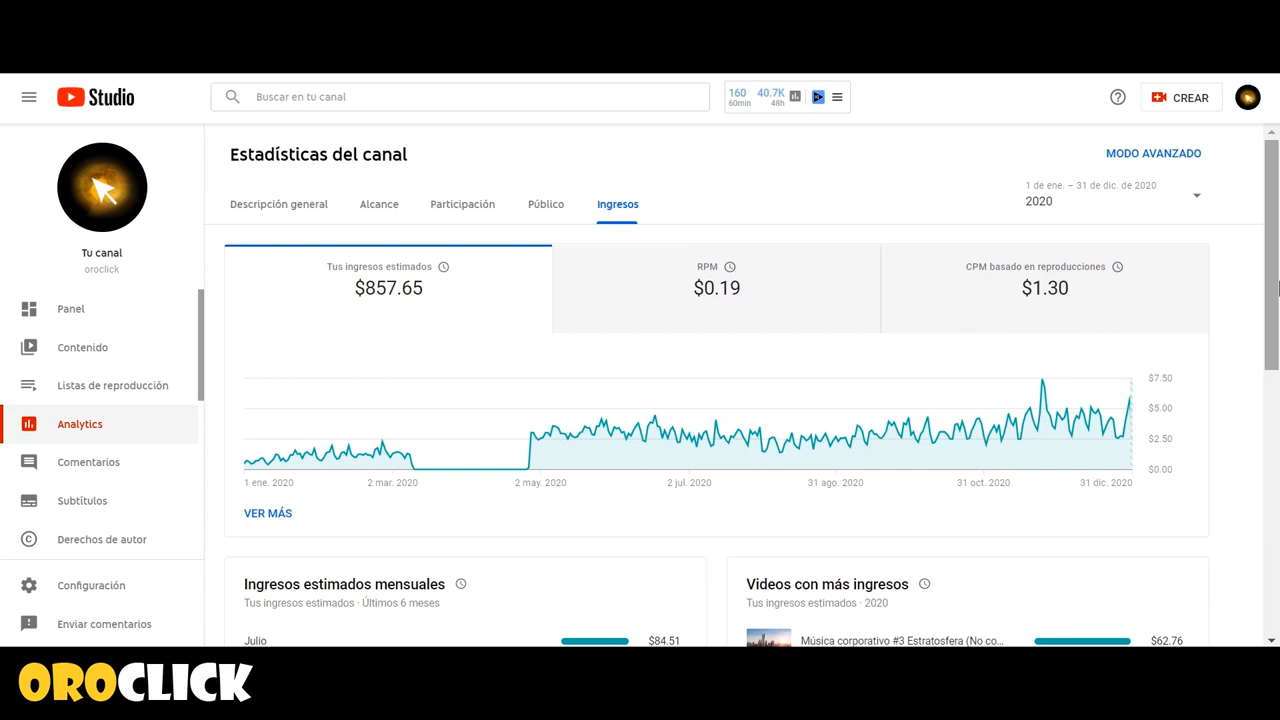 Studio
Buscar en tu canal
160 40.7K
60min 48h
CREAR
Estadísticas del canal
MODO AVANZADO
1 de ene. – 31 de dic. de 2020
2020
Descripción general Alcance Participación Público Ingresos
Tu canal
oroclick
Panel
Contenido
Listas de reproducción
Analytics
Comentarios
Subtítulos
Derechos de autor
Configuración
Enviar comentarios
Tus ingresos estimados
$857.65
RPM
$0.19
CPM basado en reproducciones
$1.30
$7.50
$5.00
$2.50
$0.00
1 ene. 2020 2 mar. 2020 2 may. 2020 2 jul. 2020 31 ago. 2020 31 oct. 2020 31 dic. 2020
VER MÁS
Ingresos estimados mensuales
Tus ingresos estimados · Últimos 6 meses
Julio $84.51
Videos con más ingresos
Tus ingresos estimados · 2020
Música corporativo #3 Estratosfera (No co... $62.76
OROCLICK